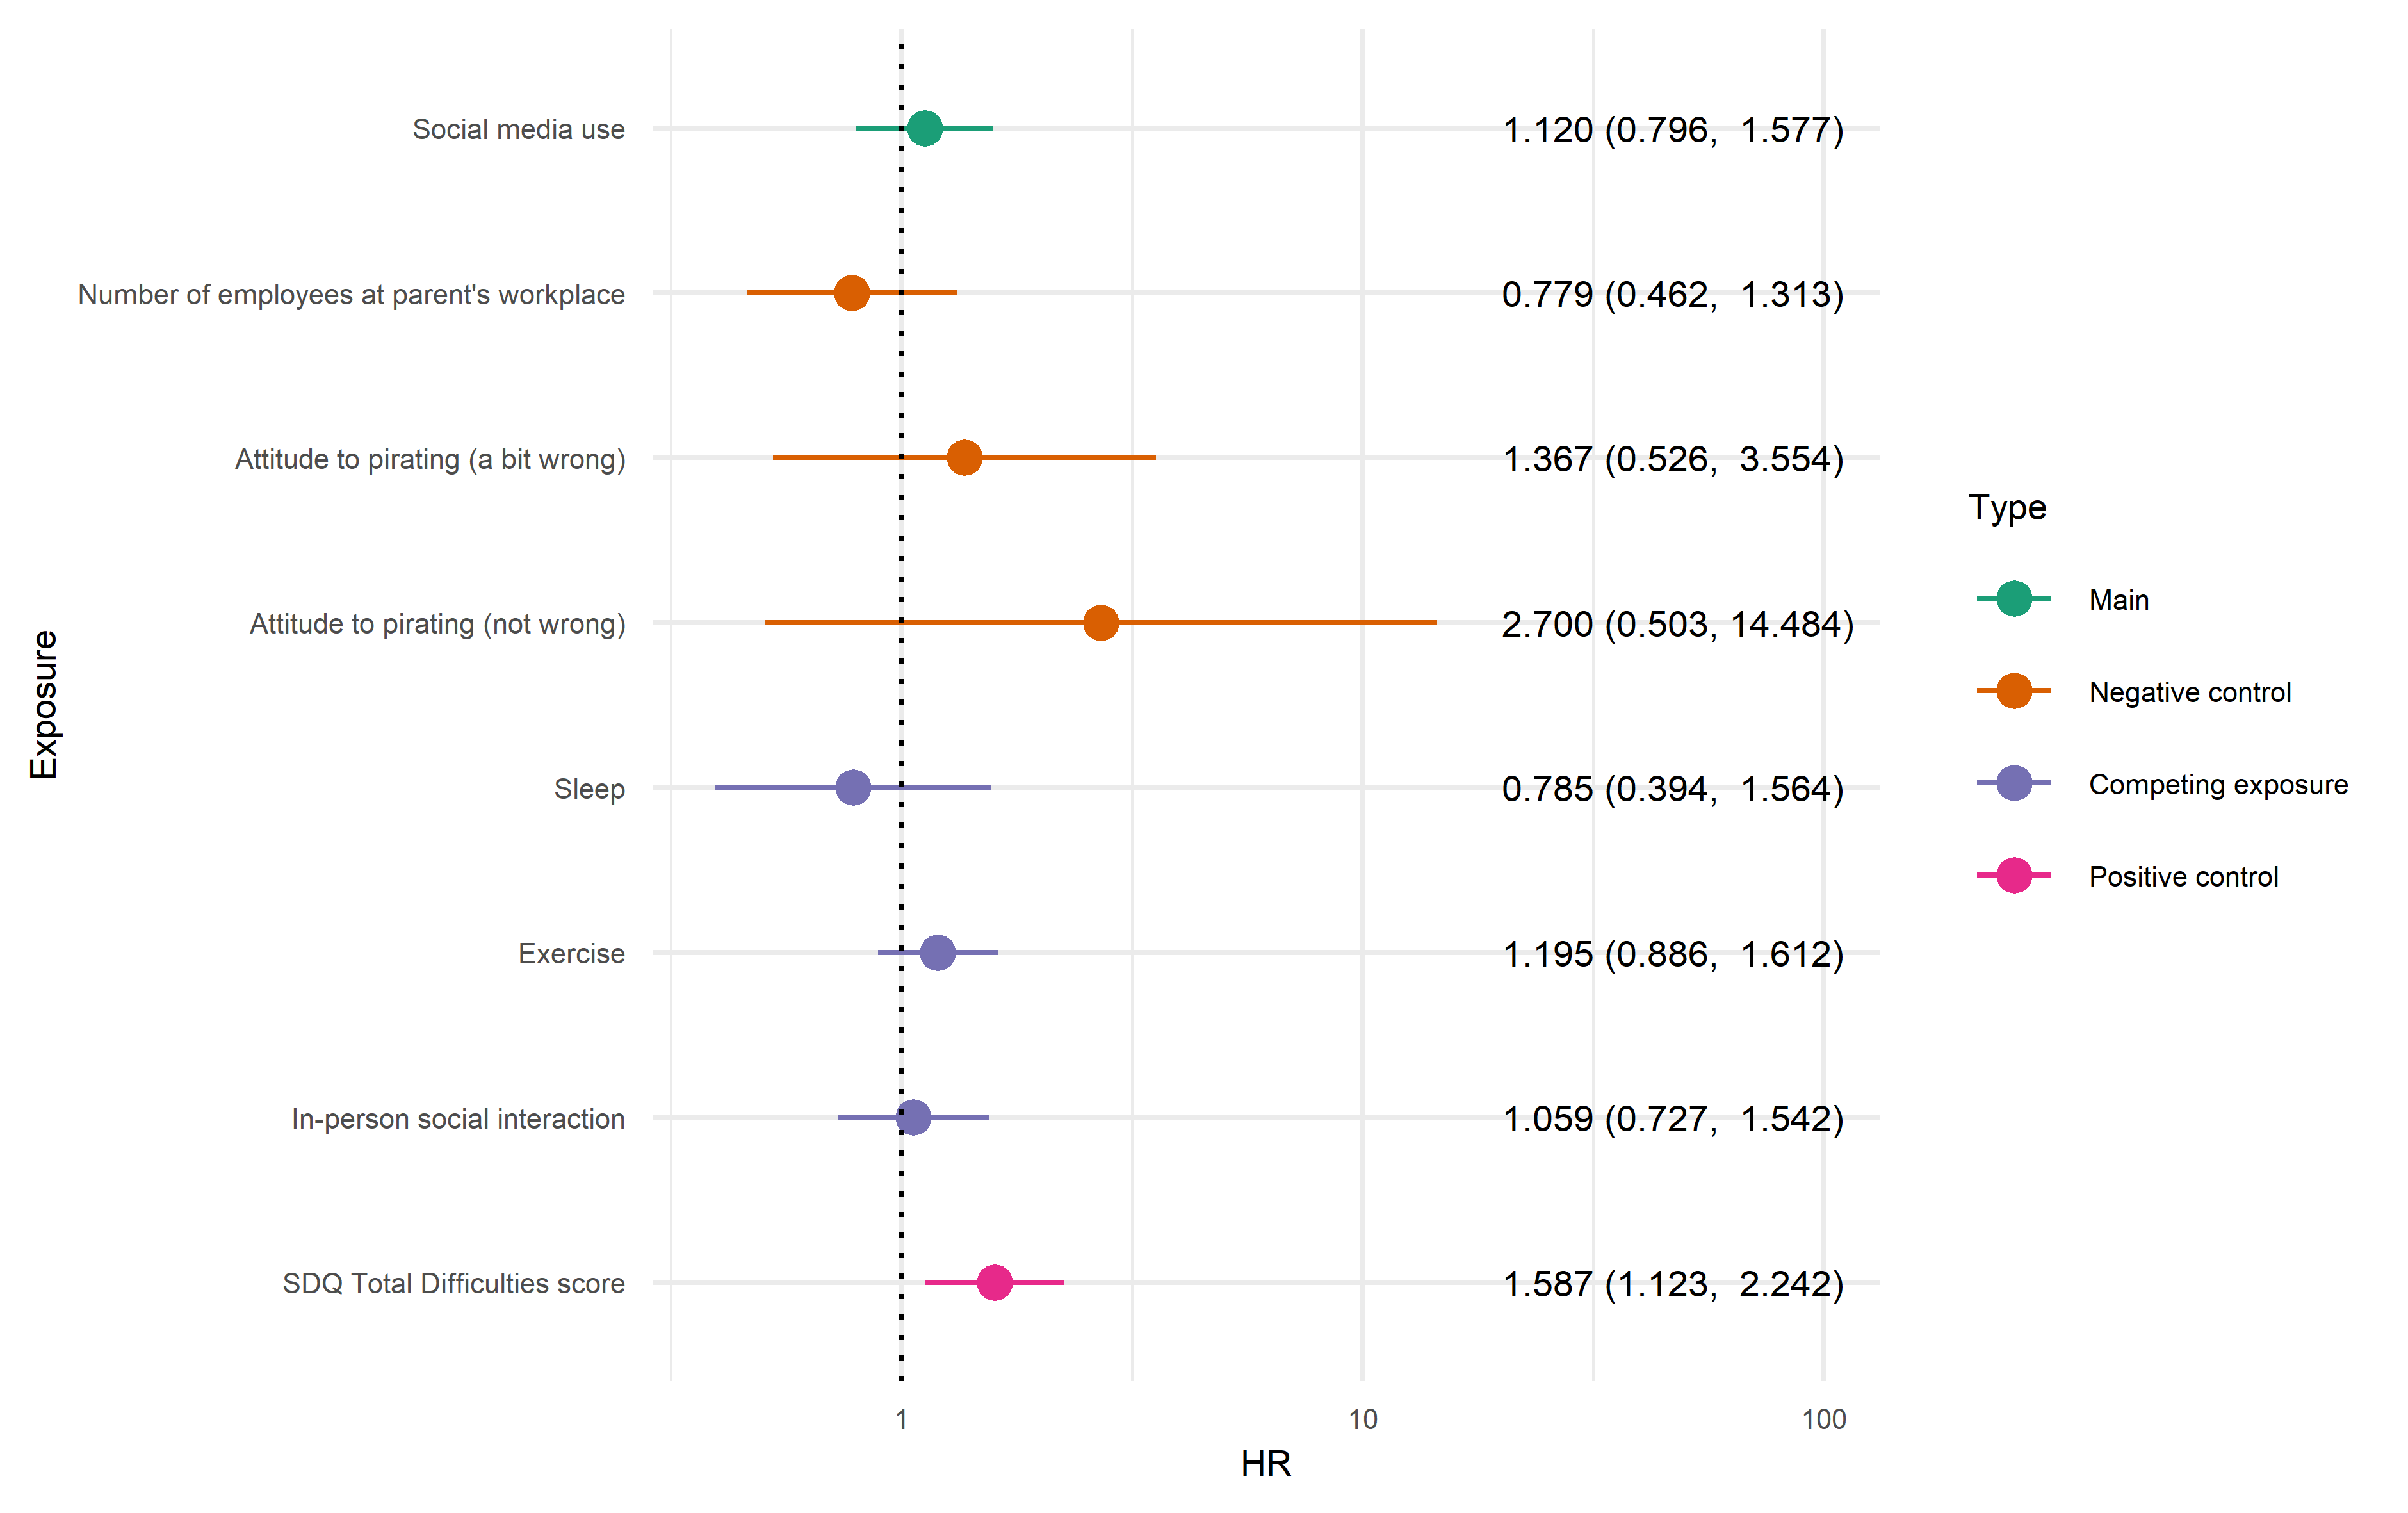 Exposure
Social media use 1.120 (0.796, 1.577)
Number of employees at parent's workplace 0.779 (0.462, 1.313)
Attitude to pirating (a bit wrong) 1.367 (0.526, 3.554)
Attitude to pirating (not wrong) 2.700 (0.503, 14.484)
Sleep 0.785 (0.394, 1.564)
Exercise 1.195 (0.886, 1.612)
In-person social interaction 1.059 (0.727, 1.542)
SDQ Total Difficulties score 1.587 (1.123, 2.242)
1 10 100
HR
Type
Main
Negative control
Competing exposure
Positive control